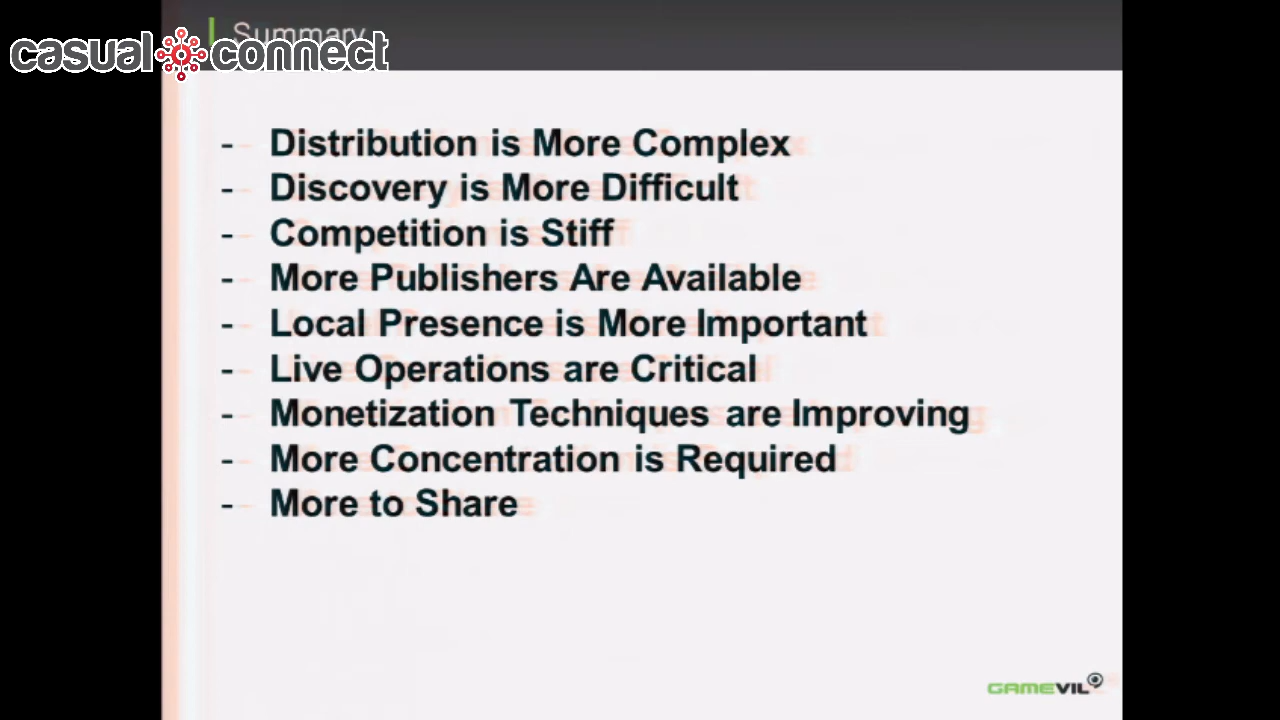 Summary
casual connect
- Distribution is More Complex
- Discovery is More Difficult
- Competition is Stiff
- More Publishers Are Available
- Local Presence is More Important
- Live Operations are Critical
- Monetization Techniques are Improving
- More Concentration is Required
- More to Share
GAMEVIL